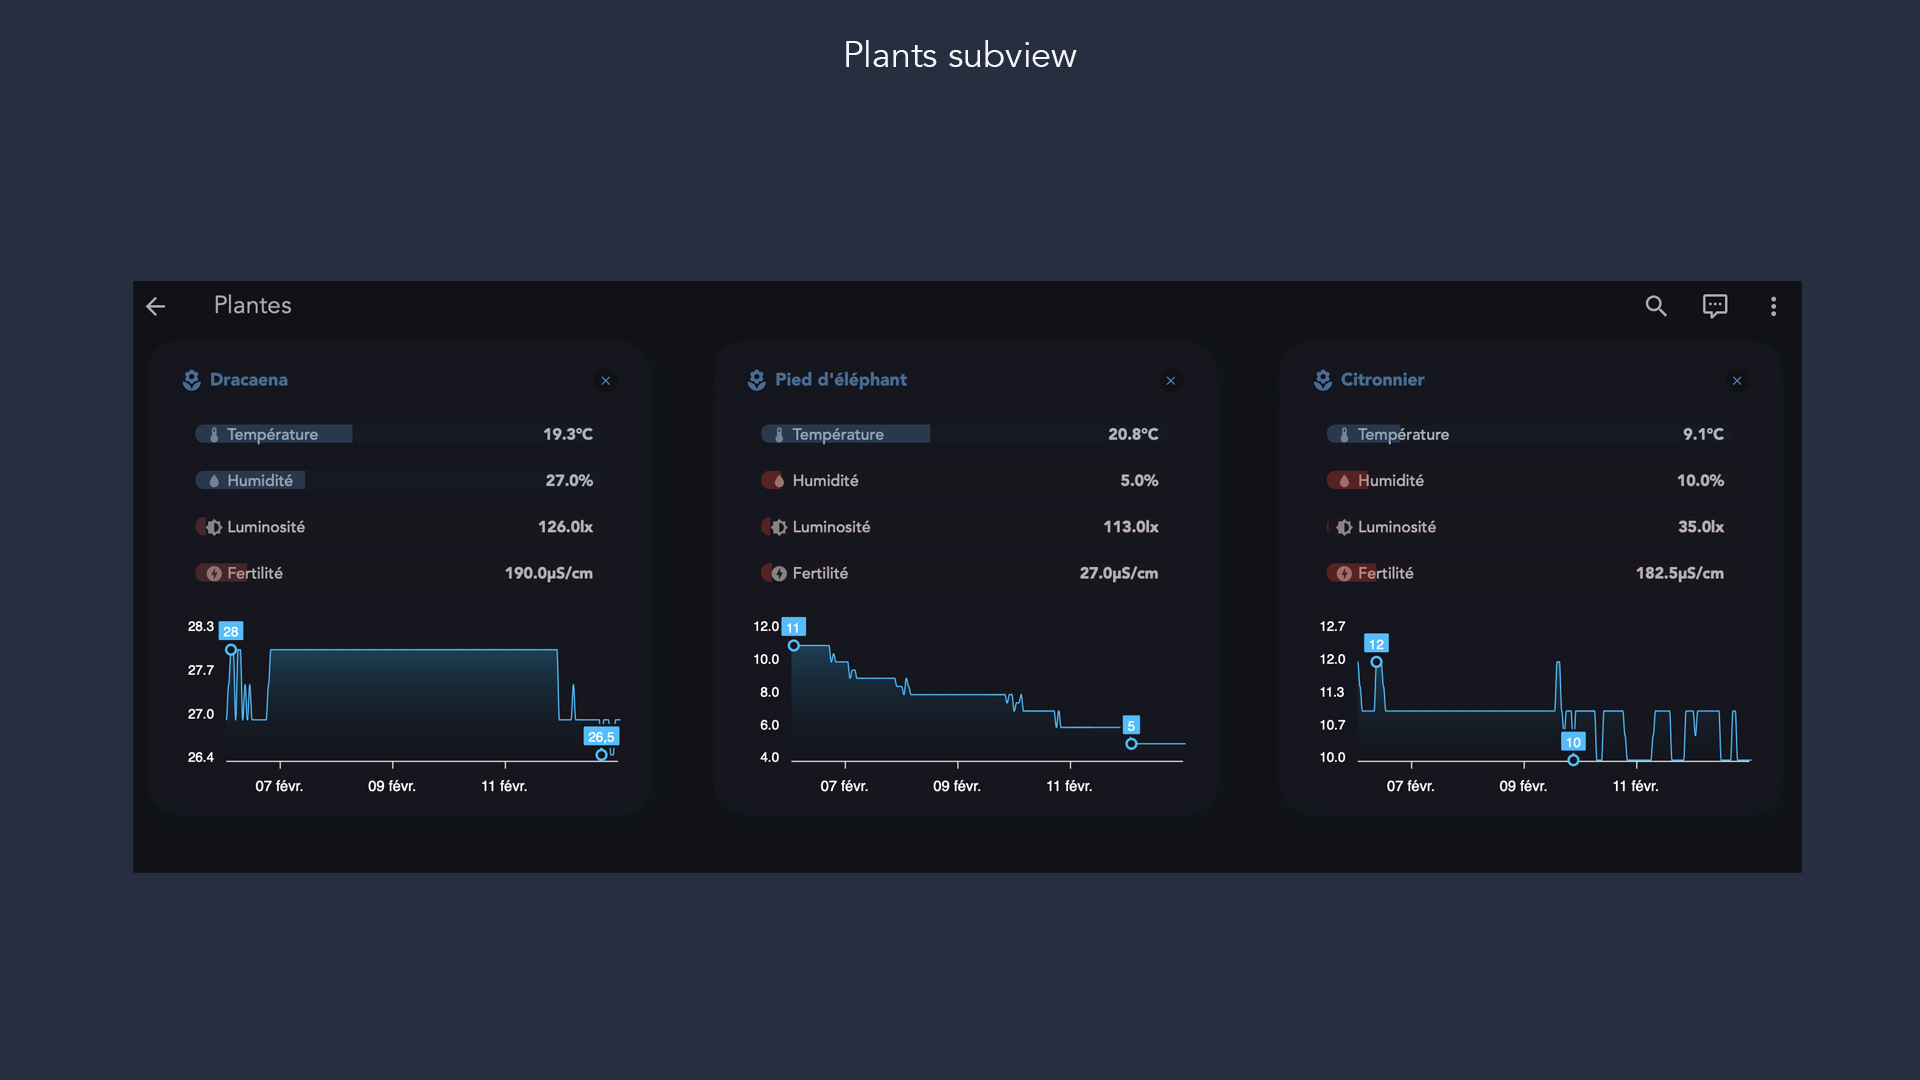 Plants subview
Plantes
Dracaena
Température 19.3°C
Humidité 27.0%
Luminosité 126.0lx
Fertilité 190.0µS/cm
28.3
27.7
27.0
26.4
28
26,5
07 févr. 09 févr. 11 févr.
Pied d'éléphant
Température 20.8°C
Humidité 5.0%
Luminosité 113.0lx
Fertilité 27.0µS/cm
12.0
10.0
8.0
6.0
4.0
11
5
07 févr. 09 févr. 11 févr.
Citronnier
Température 9.1°C
Humidité 10.0%
Luminosité 35.0lx
Fertilité 182.5µS/cm
12.7
12.0
11.3
10.7
10.0
12
10
07 févr. 09 févr. 11 févr.